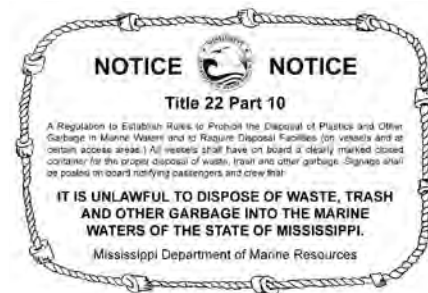 NOTICE NOTICE
Title 22 Part 10
A Regulation to Establish Rules to Prohibit the Disposal of Plastics and Other
Garbage in Marine Waters and to Require Disposal Facilities (on vessels and at
certain access areas.) All vessels shall have on board a clearly marked closed
container for the proper disposal of waste, trash and other garbage. Signage shall
be posted on board notifying passengers and crew that:
IT IS UNLAWFUL TO DISPOSE OF WASTE, TRASH
AND OTHER GARBAGE INTO THE MARINE
WATERS OF THE STATE OF MISSISSIPPI.
Mississippi Department of Marine Resources